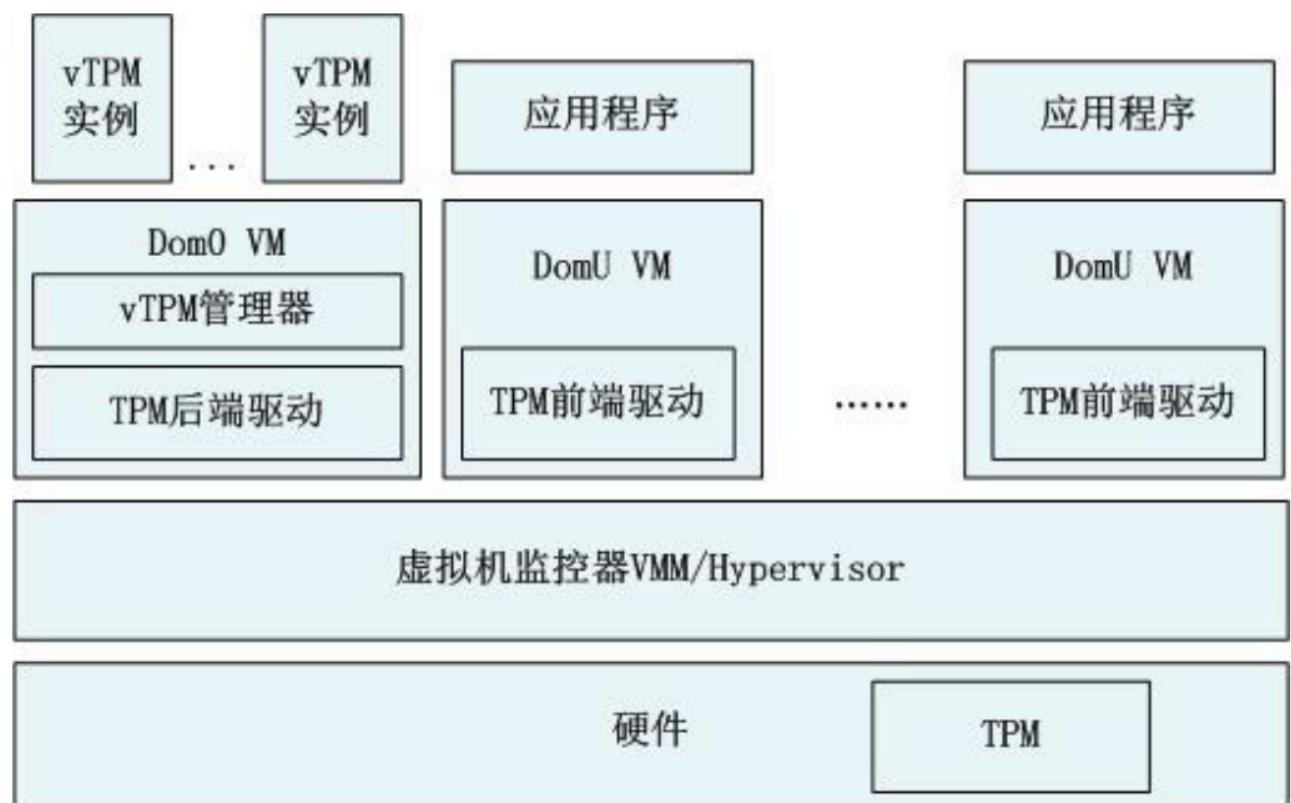 vTPM
实例
...
vTPM
实例
应用程序
应用程序
Dom0 VM
vTPM管理器
TPM后端驱动
DomU VM
TPM前端驱动
......
DomU VM
TPM前端驱动
虚拟机监控器VMM/Hypervisor
硬件
TPM